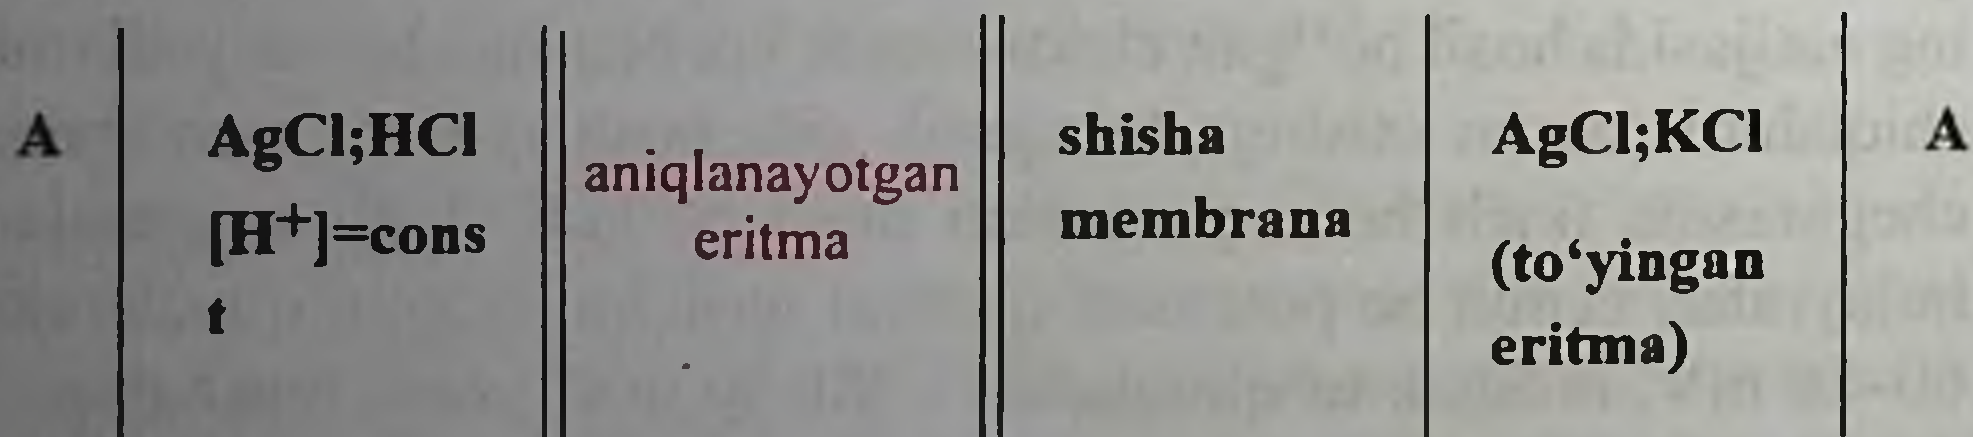 A
AgCl;HCl
[H⁺]=cons
t
aniqlanayotgan
eritma
shisha
membrana
AgCl;KCl
(to‘yingan
eritma)
A